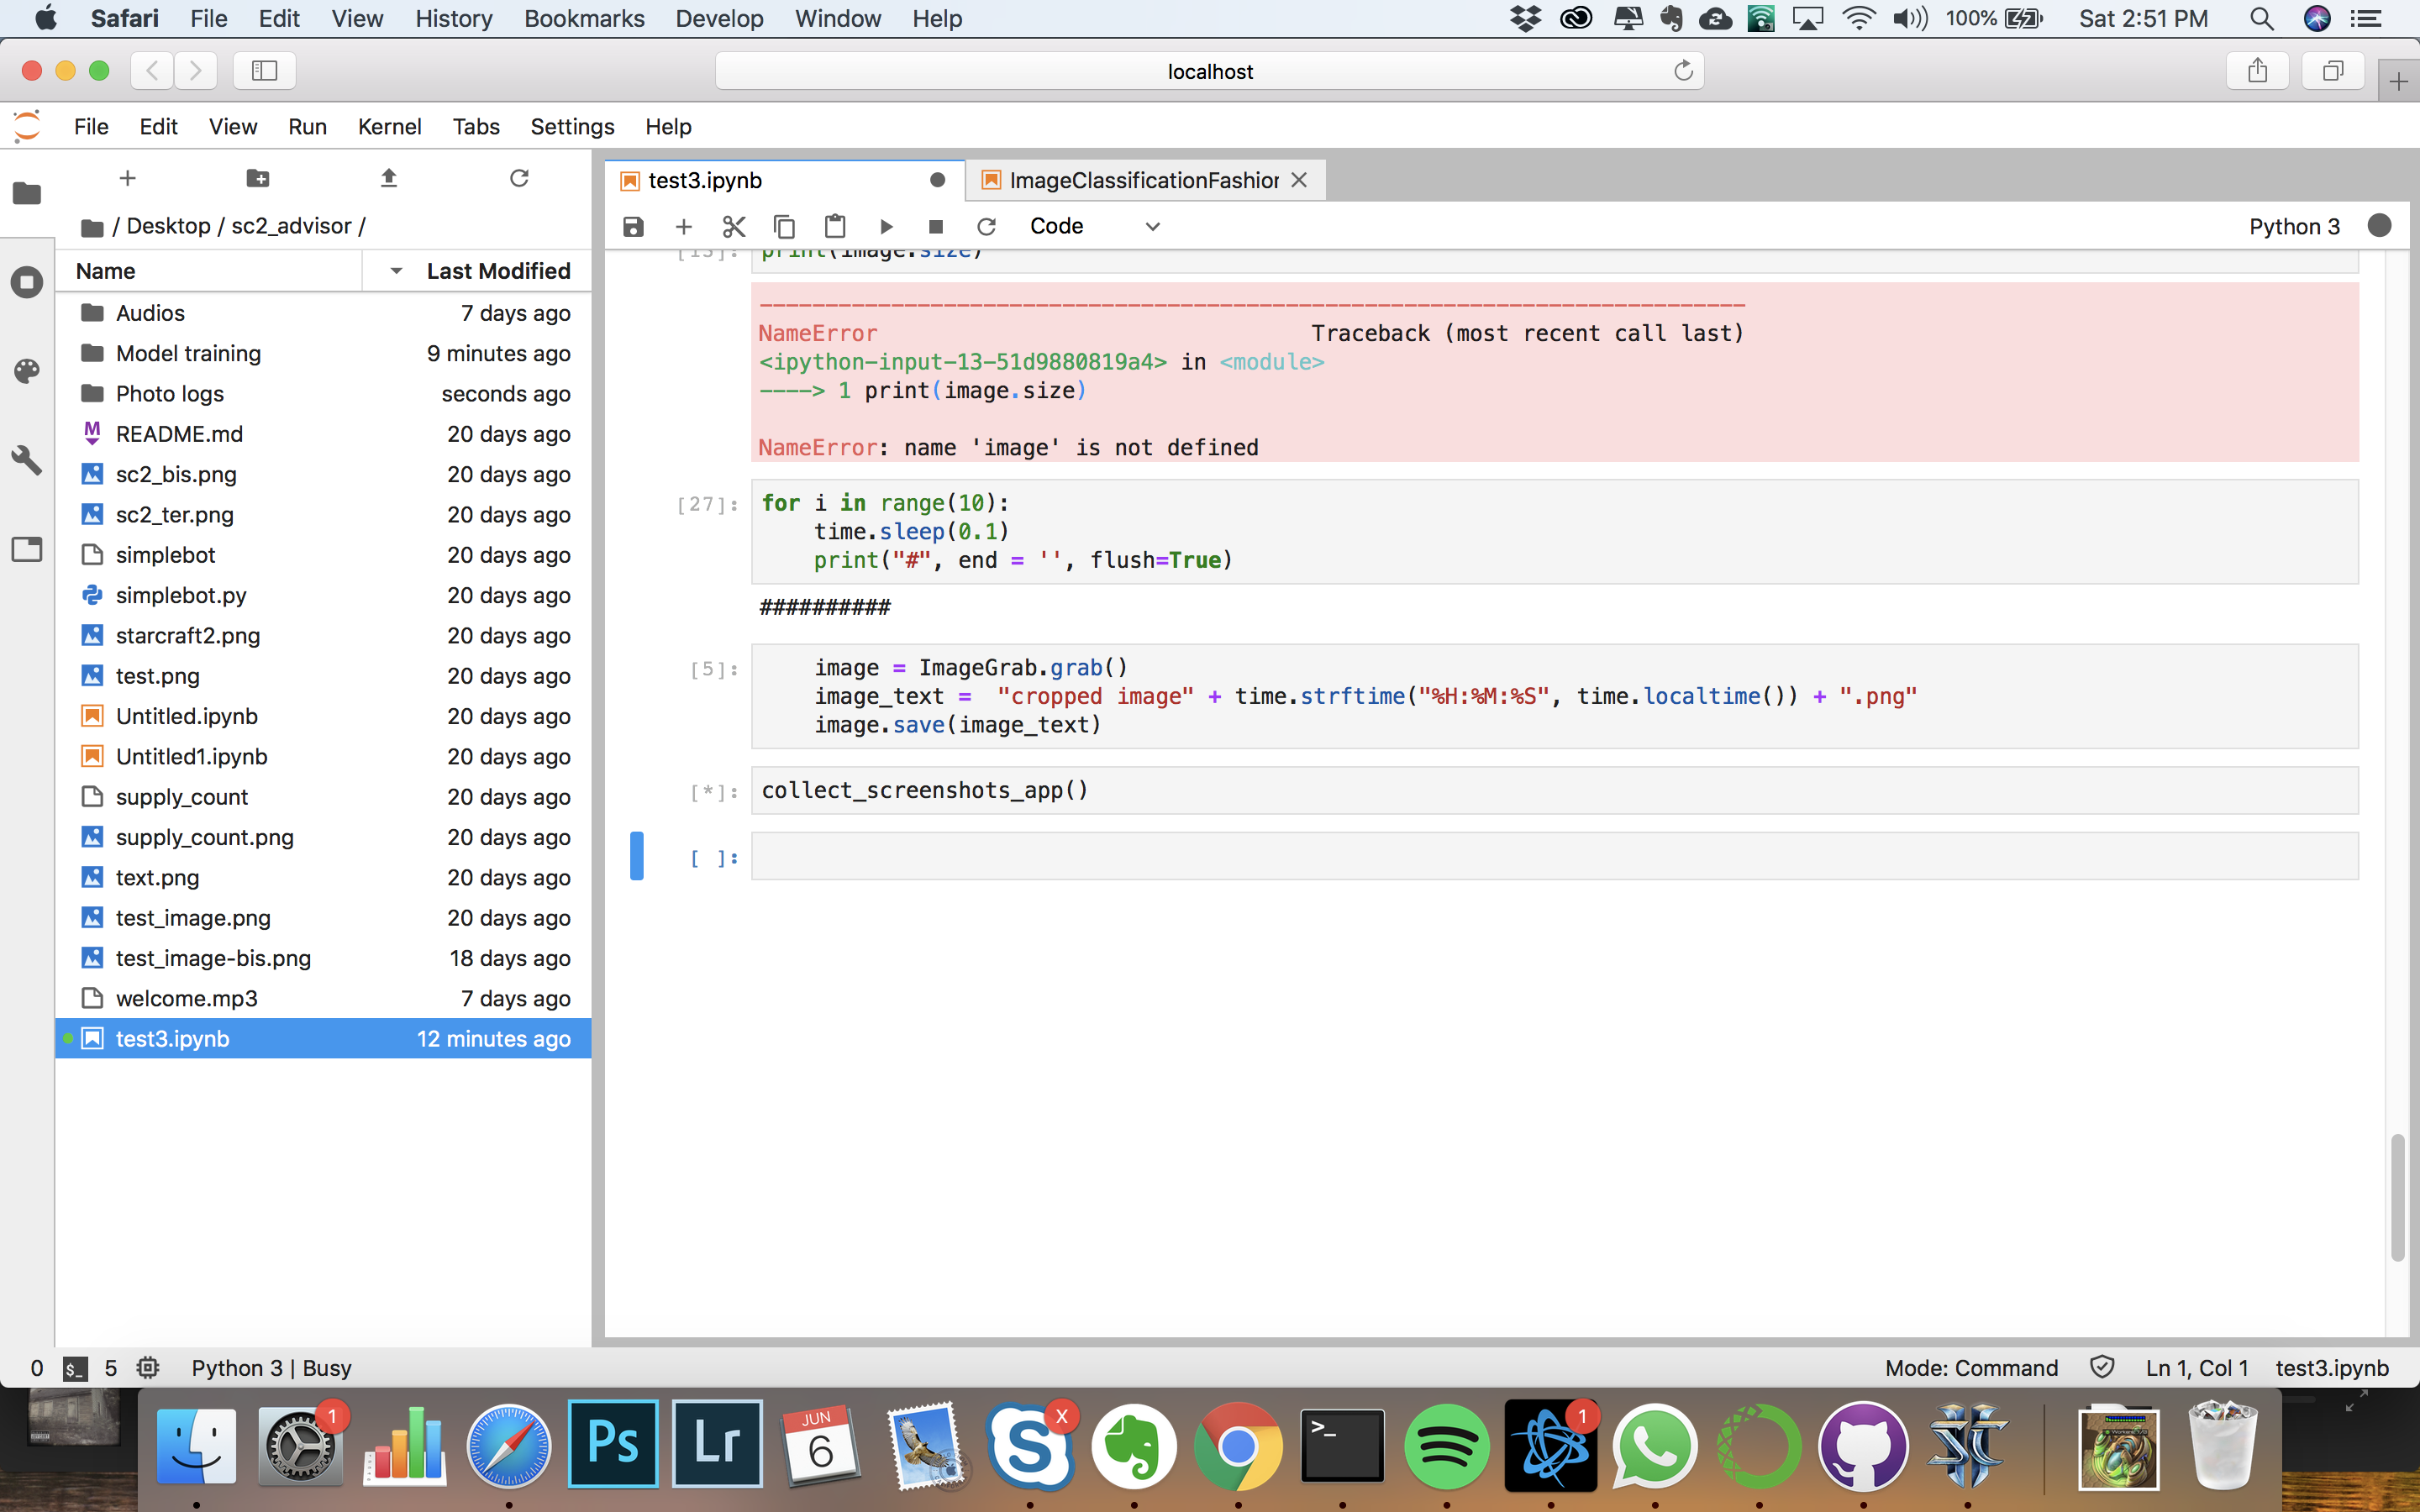 Safari File Edit View History Bookmarks Develop Window Help 100% Sat 2:51 PM
localhost
File Edit View Run Kernel Tabs Settings Help
/ Desktop / sc2_advisor /
Name Last Modified
Audios 7 days ago
Model training 9 minutes ago
Photo logs seconds ago
README.md 20 days ago
sc2_bis.png 20 days ago
sc2_ter.png 20 days ago
simplebot 20 days ago
simplebot.py 20 days ago
starcraft2.png 20 days ago
test.png 20 days ago
Untitled.ipynb 20 days ago
Untitled1.ipynb 20 days ago
supply_count 20 days ago
supply_count.png 20 days ago
text.png 20 days ago
test_image.png 20 days ago
test_image-bis.png 18 days ago
welcome.mp3 7 days ago
test3.ipynb 12 minutes ago
test3.ipynb ImageClassificationFashior
Code Python 3
[13]: print(image.size)
---------------------------------------------------------------------------
NameError Traceback (most recent call last)
<ipython-input-13-51d9880819a4> in <module>
----> 1 print(image.size)
NameError: name 'image' is not defined
[27]: for i in range(10):
time.sleep(0.1)
print("#", end = '', flush=True)
##########
[5]: image = ImageGrab.grab()
image_text =  "cropped image" + time.strftime("%H:%M:%S", time.localtime()) + ".png"
image.save(image_text)
[*]: collect_screenshots_app()
[ ]:
0 $_ 5 Python 3 | Busy Mode: Command Ln 1, Col 1 test3.ipynb
1 Ps Lr JUN 6 S X >_ 1